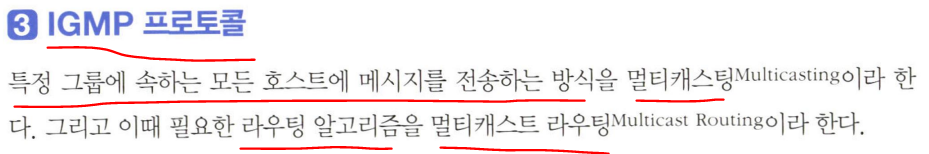 3 IGMP 프로토콜
특정 그룹에 속하는 모든 호스트에 메시지를 전송하는 방식을 멀티캐스팅Multicasting이라 한
다. 그리고 이때 필요한 라우팅 알고리즘을 멀티캐스트 라우팅Multicast Routing이라 한다.